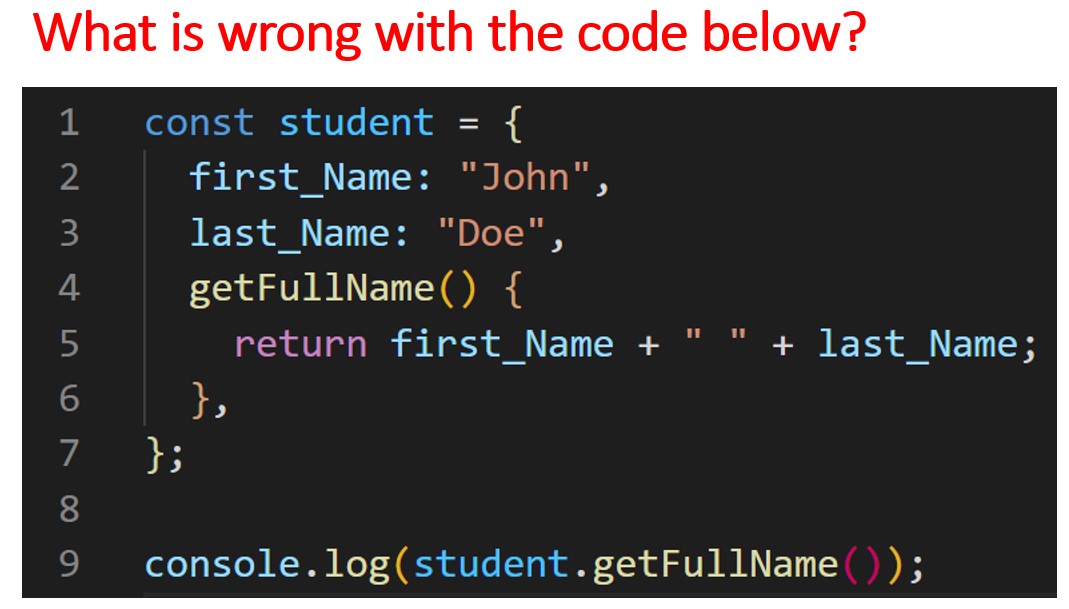 What is wrong with the code below?
1 const student = {
2 first_Name: "John",
3 last_Name: "Doe",
4 getFullName() {
5 return first_Name + " " + last_Name;
6 },
7 };
8
9 console.log(student.getFullName());